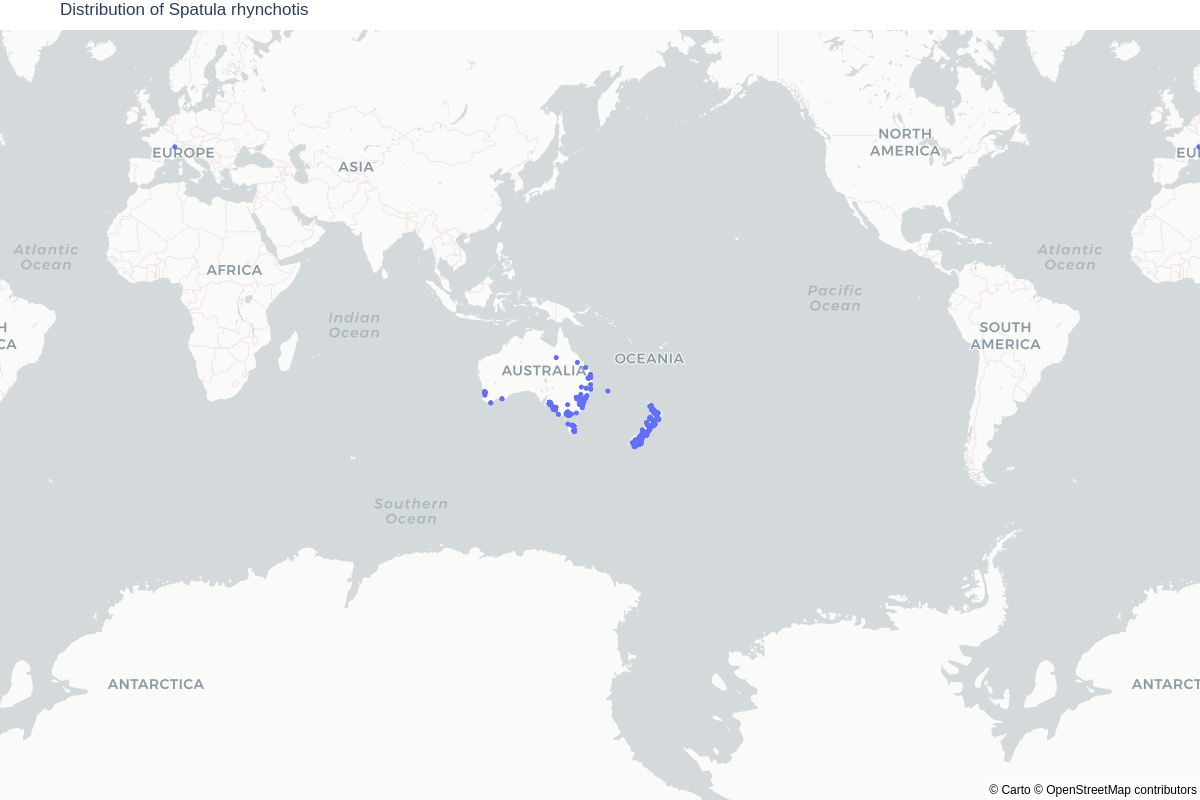 Distribution of Spatula rhynchotis
NORTH
AMERICA
EUROPE
EU
ASIA
Atlantic
Ocean
Atlantic
Ocean
AFRICA
Pacific
Ocean
Indian
Ocean
H
CA
SOUTH
AMERICA
OCEANIA
AUSTRALIA
Southern
Ocean
ANTARCTICA
ANTARCT
© Carto © OpenStreetMap contributors